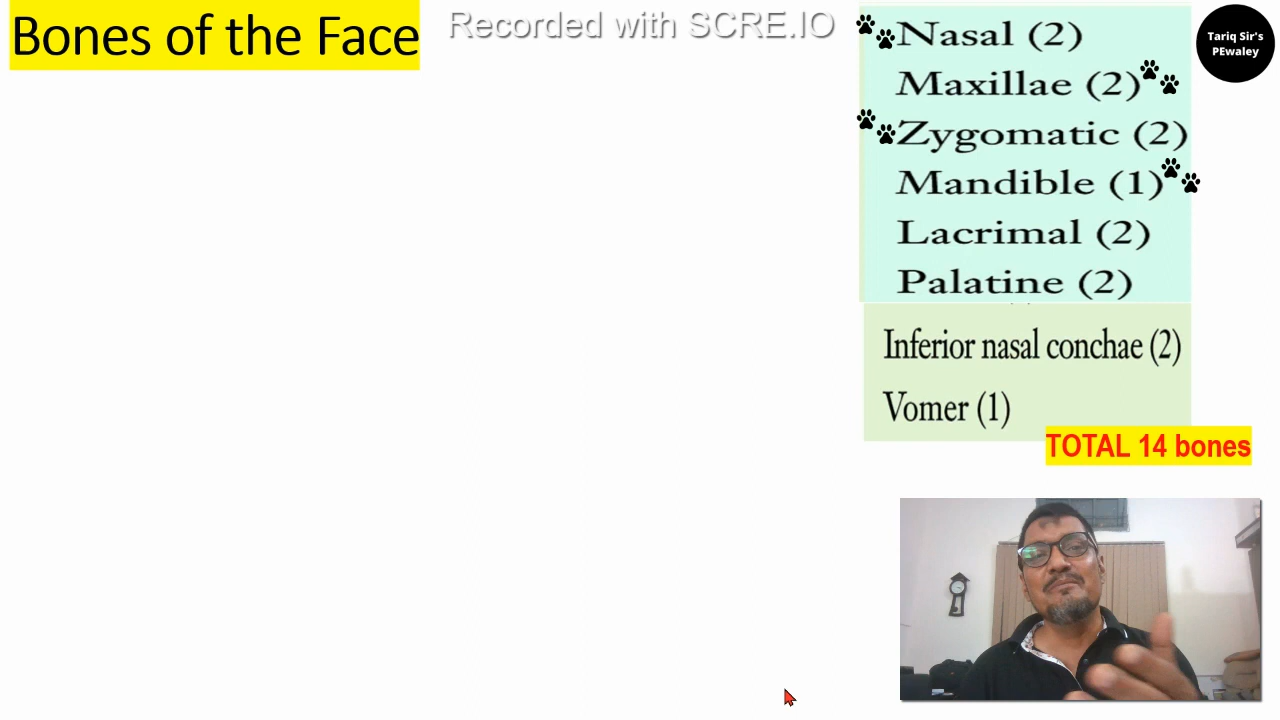 Bones of the Face
Recorded with SCRE.IO
Nasal (2)
Maxillae (2)
Zygomatic (2)
Mandible (1)
Lacrimal (2)
Palatine (2)
Inferior nasal conchae (2)
Vomer (1)
TOTAL 14 bones
Tariq Sir's
PEwaley